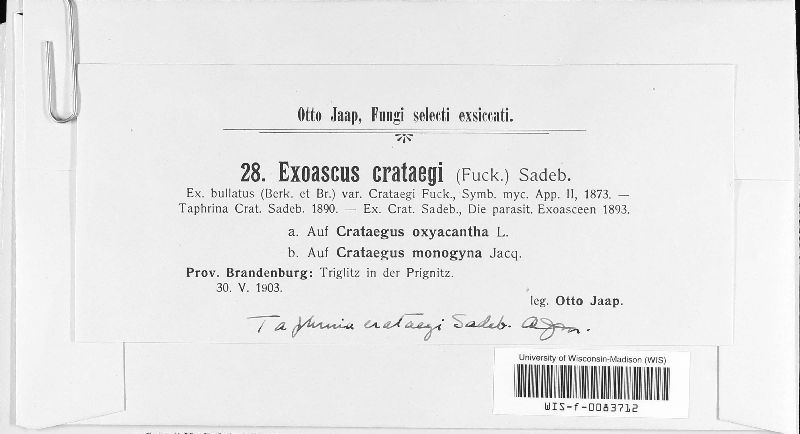 Otto Jaap, Fungi selecti exsiccati.
28. Exoascus crataegi (Fuck.) Sadeb.
Ex. bullatus (Berk. et Br.) var. Crataegi Fuck., Symb. myc. App. II, 1873. —
Taphrina Crat. Sadeb. 1890. — Ex. Crat. Sadeb., Die parasit. Exoasceen 1893.
a. Auf Crataegus oxyacantha L.
b. Auf Crataegus monogyna Jacq.
Prov. Brandenburg: Triglitz in der Prignitz.
30. V. 1903.
leg. Otto Jaap.
Taphrina crataegi Sadeb.
University of Wisconsin-Madison (WIS)
WIS-f-0083712